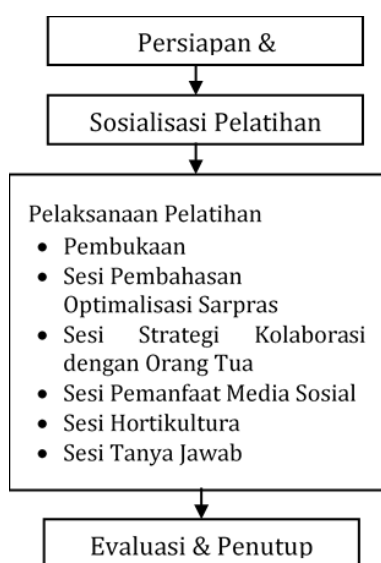 Persiapan &
Sosialisasi Pelatihan
Pelaksanaan Pelatihan
• Pembukaan
• Sesi Pembahasan
Optimalisasi Sarpras
• Sesi Strategi Kolaborasi
dengan Orang Tua
• Sesi Pemanfaat Media Sosial
• Sesi Hortikultura
• Sesi Tanya Jawab
Evaluasi & Penutup